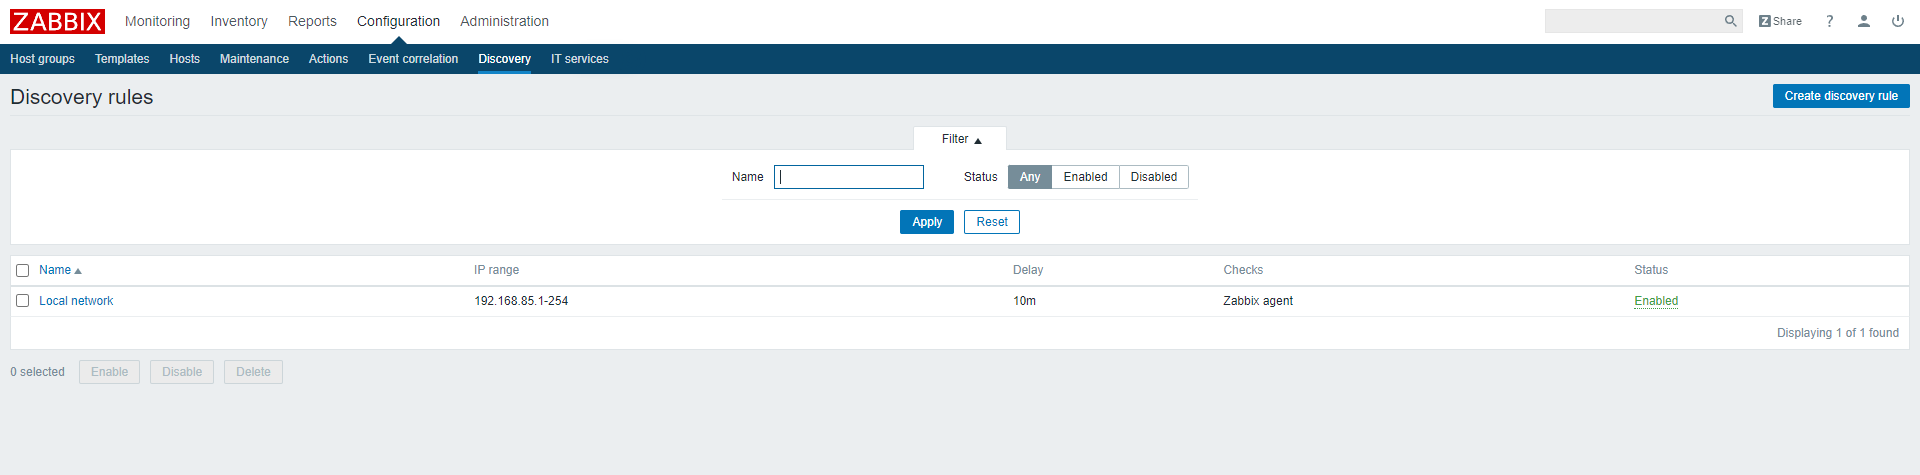 ZABBIX Monitoring Inventory Reports Configuration Administration Z Share ?
Host groups Templates Hosts Maintenance Actions Event correlation Discovery IT services
Discovery rules Create discovery rule
Filter ▲
Name Status Any Enabled Disabled
Apply Reset
Name ▲ IP range Delay Checks Status
Local network 192.168.85.1-254 10m Zabbix agent Enabled
Displaying 1 of 1 found
0 selected Enable Disable Delete